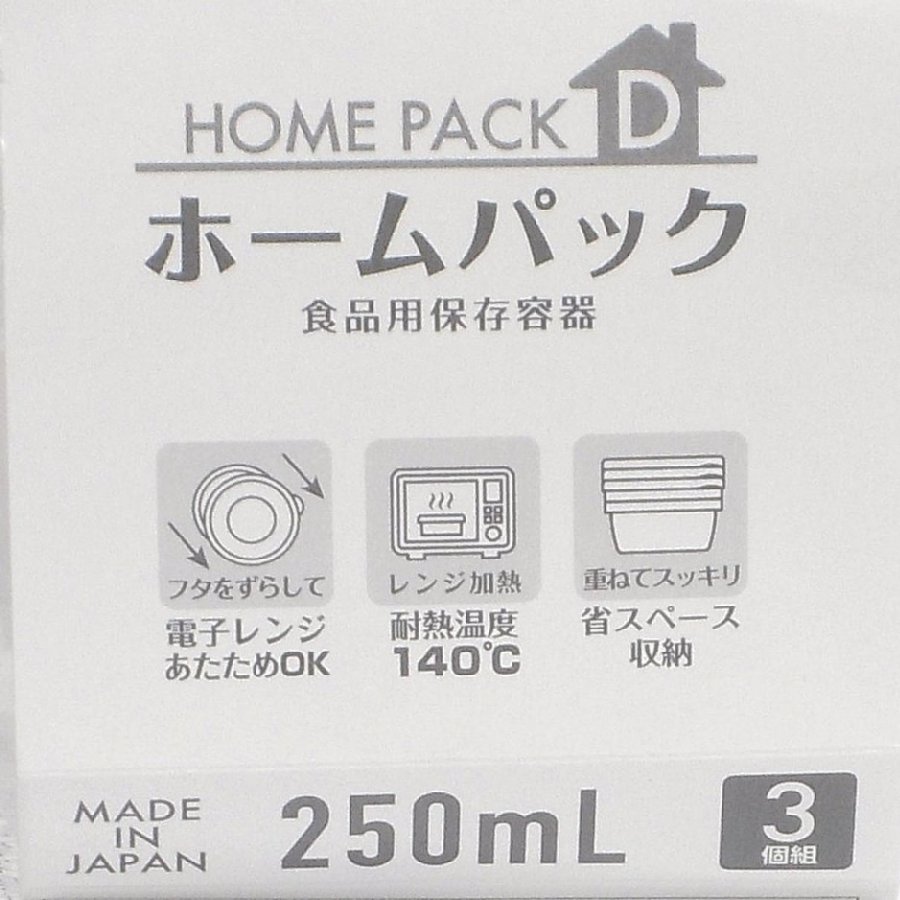 HOME PACK D
ホームパック
食品用保存容器
フタをずらして
電子レンジ
あたためOK
レンジ加熱
耐熱温度
140℃
重ねてスッキリ
省スペース
収納
MADE
IN
JAPAN
250mL
3
個組